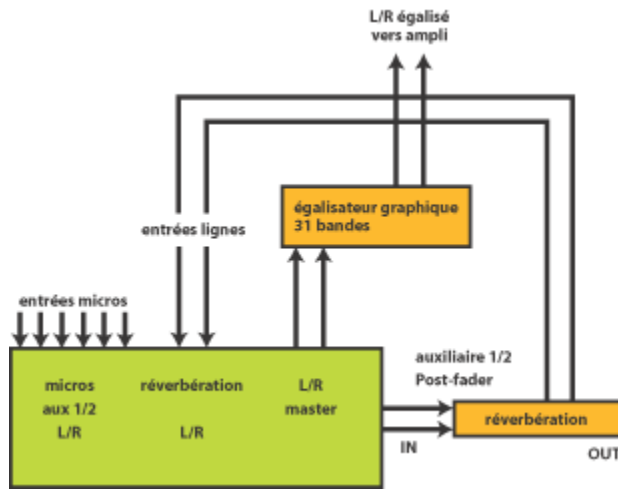 L/R égalisé
vers ampli
égalisateur graphique
31 bandes
entrées lignes
entrées micros
micros
aux 1/2
L/R
réverbération
L/R
L/R
master
auxiliaire 1/2
Post-fader
réverbération
IN
OUT